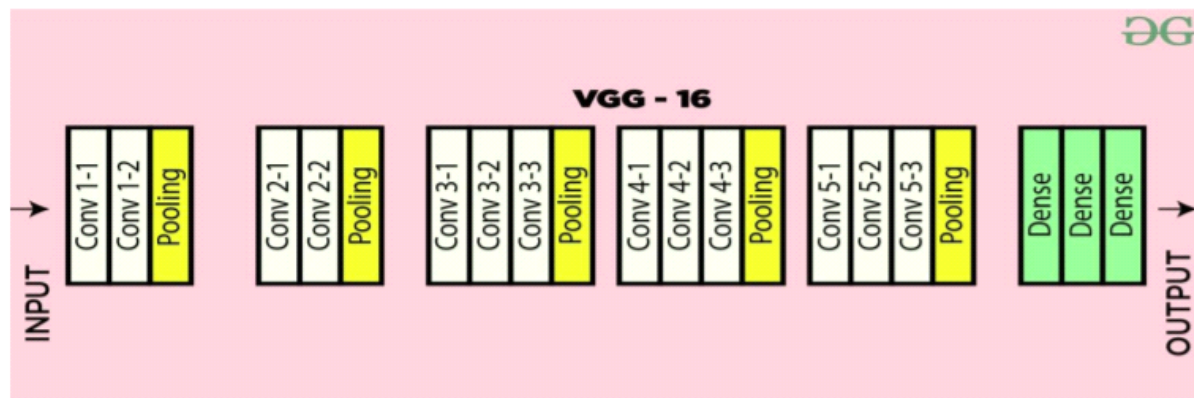 VGG - 16
INPUT
Conv 1-1
Conv 1-2
Pooling
Conv 2-1
Conv 2-2
Pooling
Conv 3-1
Conv 3-2
Conv 3-3
Pooling
Conv 4-1
Conv 4-2
Conv 4-3
Pooling
Conv 5-1
Conv 5-2
Conv 5-3
Pooling
Dense
Dense
Dense
OUTPUT